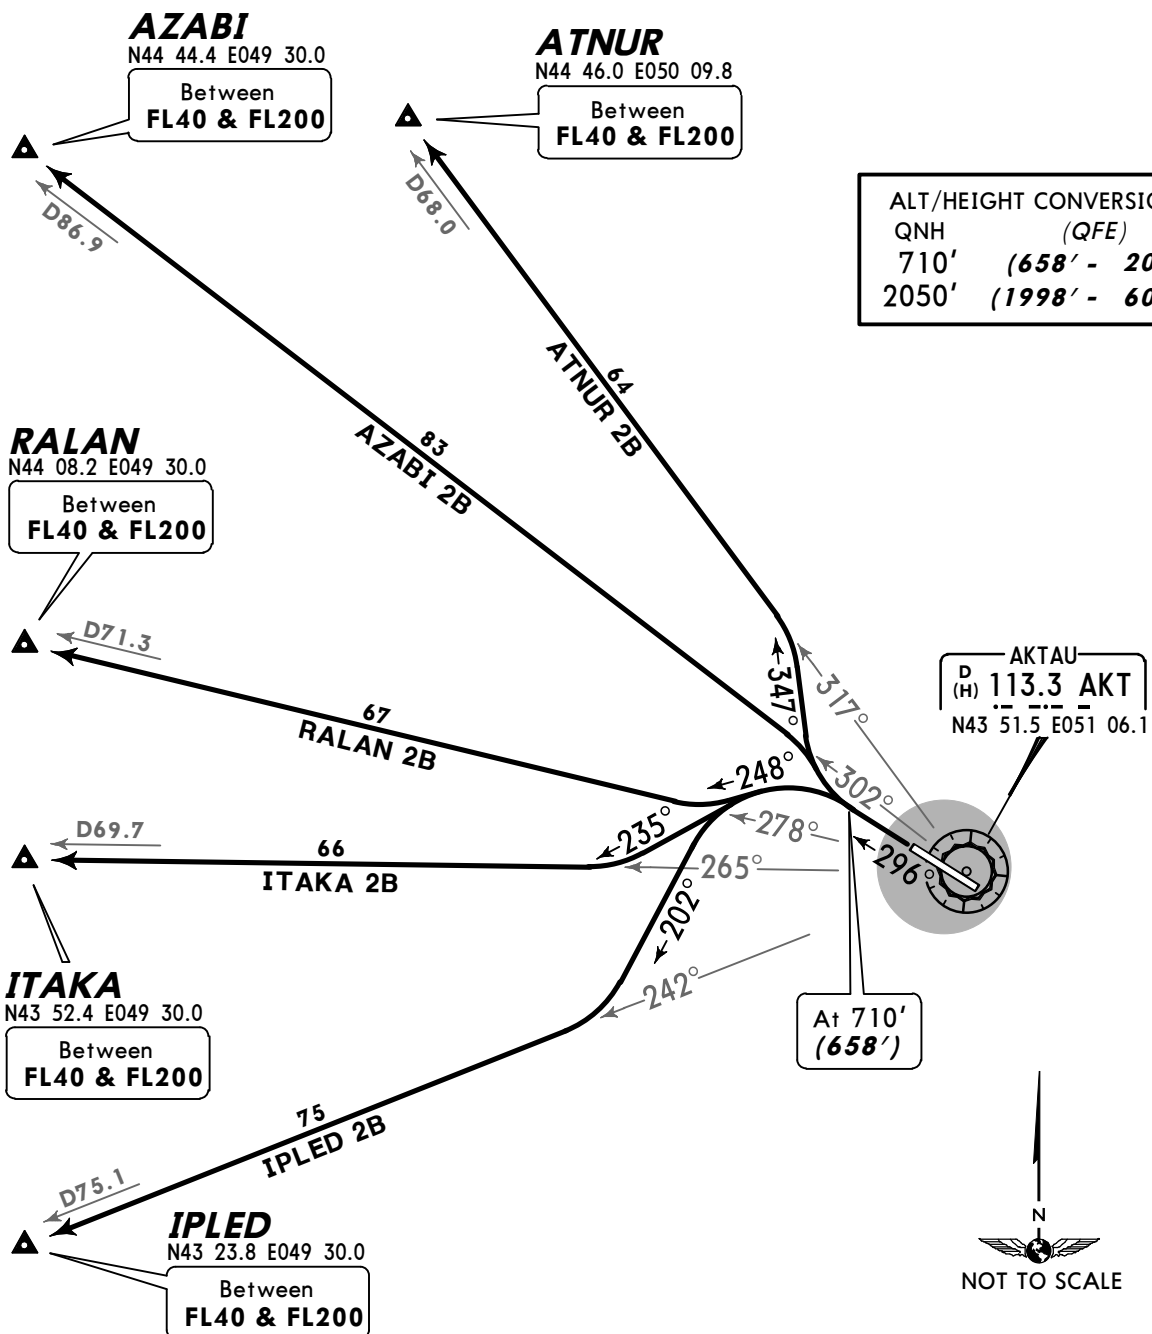 AZABI
N44 44.4 E049 30.0
Between
FL40 & FL200
ATNUR
N44 46.0 E050 09.8
Between
FL40 & FL200
D86.9
D68.0
ALT/HEIGHT
QNH (QFE)
710' (658' -
2050' (1998' -
64
ATNUR 2B
83
AZABI 2B
RALAN
N44 08.2 E049 30.0
Between
FL40 & FL200
D71.3
67
RALAN 2B
347°
317°
AKTAU
D
(H) 113.3 AKT
N43 51.5 E051 06.1
248°
302°
278°
235°
296°
265°
D69.7
66
ITAKA 2B
202°
242°
ITAKA
N43 52.4 E049 30.0
Between
FL40 & FL200
At 710'
(658')
75
IPLED 2B
D75.1
IPLED
N43 23.8 E049 30.0
Between
FL40 & FL200
N
NOT TO SCALE